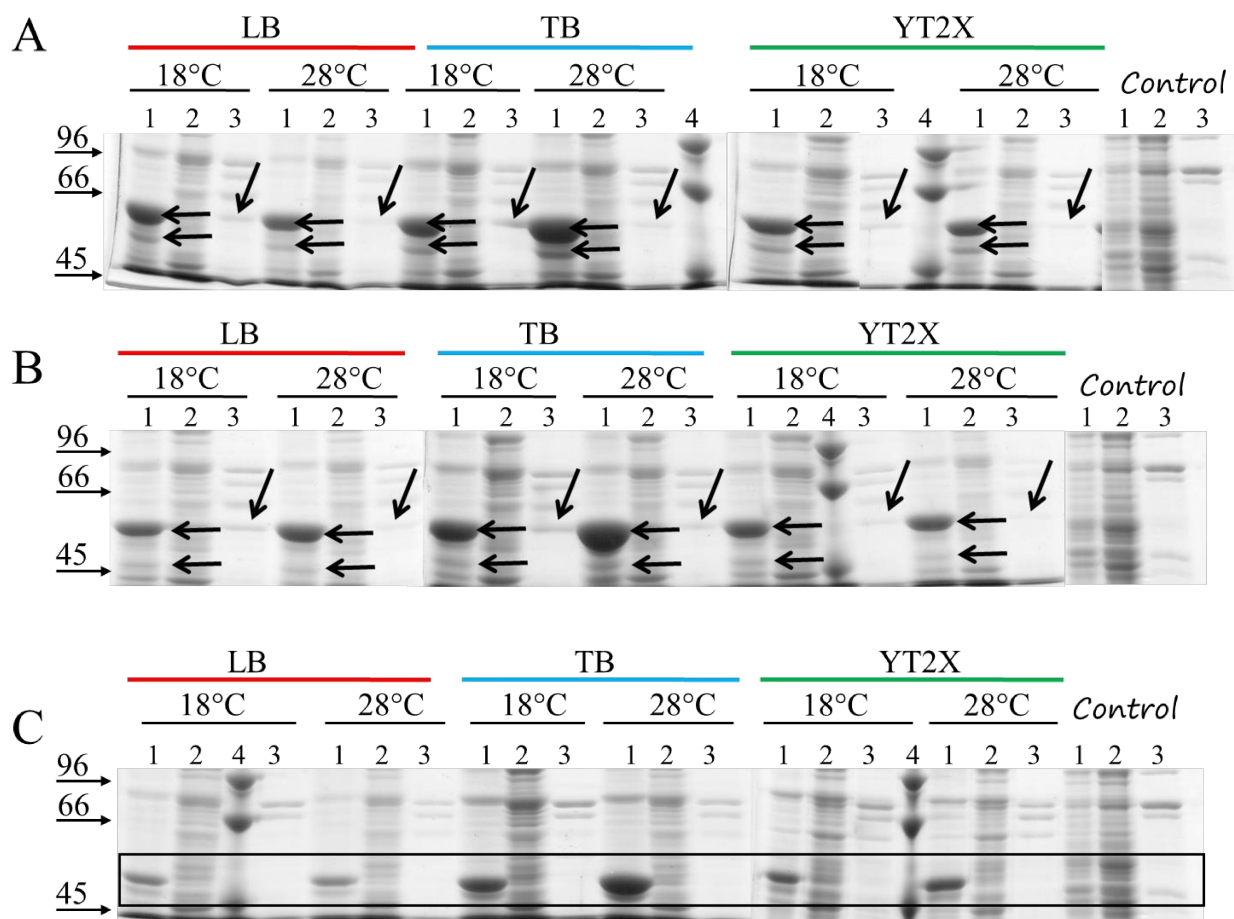 A
LB TB YT2X
18°C 28°C 18°C 28°C 18°C 28°C Control
1 2 3 1 2 3 1 2 3 1 2 3 4 1 2 3 4 1 2 3 1 2 3
96
66
45
B
LB TB YT2X
18°C 28°C 18°C 28°C 18°C 28°C Control
1 2 3 1 2 3 1 2 3 1 2 3 1 2 4 3 1 2 3 1 2 3
96
66
45
C
LB TB YT2X
18°C 28°C 18°C 28°C 18°C 28°C Control
1 2 4 3 1 2 3 1 2 3 1 2 3 1 2 3 4 1 2 3 1 2 3
96
66
45